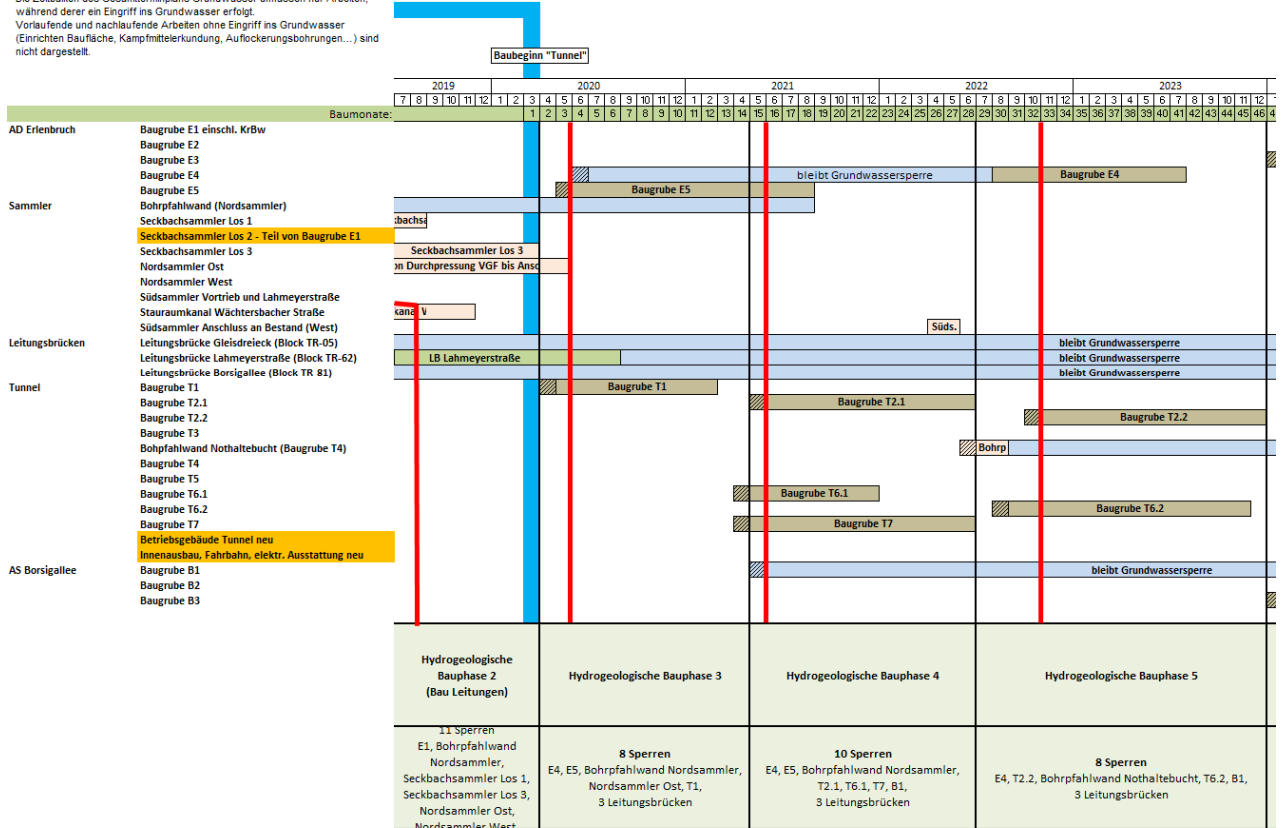 während derer ein Eingriff ins Grundwasser erfolgt.
Vorlaufende und nachlaufende Arbeiten ohne Eingriff ins Grundwasser
(Einrichten Baufläche, Kampfmittelerkundung, Auflockerungsbohrungen...) sind
nicht dargestellt.
Baubeginn "Tunnel"
2019 2020 2021 2022 2023
7 8 9 10 11 12 1 2 3 4 5 6 7 8 9 10 11 12 1 2 3 4 5 6 7 8 9 10 11 12 1 2 3 4 5 6 7 8 9 10 11 12 1 2 3 4 5 6 7 8 9 10 11 12
Baumonate: 1 2 3 4 5 6 7 8 9 10 11 12 13 14 15 16 17 18 19 20 21 22 23 24 25 26 27 28 29 30 31 32 33 34 35 36 37 38 39 40 41 42 43 44 45 46 4
AD Erlenbruch Baugrube E1 einschl. KrBw
Baugrube E2
Baugrube E3
Baugrube E4 bleibt Grundwassersperre Baugrube E4
Baugrube E5 Baugrube E5
Sammler Bohrpfahlwand (Nordsammler)
Seckbachsammler Los 1
Seckbachsammler Los 2 - Teil von Baugrube E1
Seckbachsammler Los 3 Seckbachsammler Los 3
Nordsammler Ost on Durchpressung VGF bis Ansc
Nordsammler West
Südsammler Vortrieb und Lahmeyerstraße
Stauraumkanal Wächtersbacher Straße
Südsammler Anschluss an Bestand (West) Süds.
Leitungsbrücken Leitungsbrücke Gleisdreieck (Block TR-05) bleibt Grundwassersperre
Leitungsbrücke Lahmeyerstraße (Block TR-62) LB Lahmeyerstraße bleibt Grundwassersperre
Leitungsbrücke Borsigallee (Block TR 81) bleibt Grundwassersperre
Tunnel Baugrube T1 Baugrube T1
Baugrube T2.1 Baugrube T2.1
Baugrube T2.2 Baugrube T2.2
Baugrube T3
Bohpfahlwand Nothaltebucht (Baugrube T4) Bohrp
Baugrube T4
Baugrube T5
Baugrube T6.1 Baugrube T6.1
Baugrube T6.2 Baugrube T6.2
Baugrube T7 Baugrube T7
Betriebsgebäude Tunnel neu
Innenausbau, Fahrbahn, elektr. Ausstattung neu
AS Borsigallee Baugrube B1 bleibt Grundwassersperre
Baugrube B2
Baugrube B3
Hydrogeologische
Bauphase 2
(Bau Leitungen)
Hydrogeologische Bauphase 3
Hydrogeologische Bauphase 4
Hydrogeologische Bauphase 5
11 Sperren
E1, Bohrpfahlwand
Nordsammler,
Seckbachsammler Los 1,
Seckbachsammler Los 3,
Nordsammler Ost,
Nordsammler West
8 Sperren
E4, E5, Bohrpfahlwand Nordsammler,
Nordsammler Ost, T1,
3 Leitungsbrücken
10 Sperren
E4, E5, Bohrpfahlwand Nordsammler,
T2.1, T6.1, T7, B1,
3 Leitungsbrücken
8 Sperren
E4, T2.2, Bohrpfahlwand Nothaltebucht, T6.2, B1,
3 Leitungsbrücken